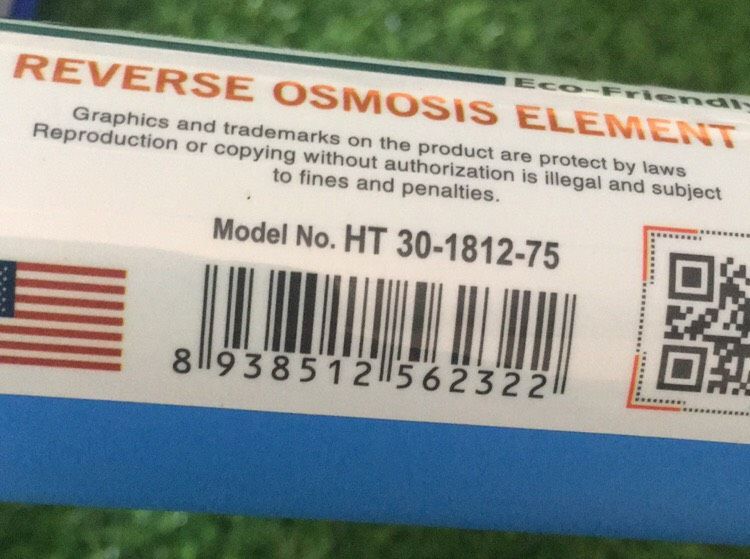 Eco-Friendly
REVERSE OSMOSIS ELEMENT
Graphics and trademarks on the product are protect by laws
Reproduction or copying without authorization is illegal and subject
to fines and penalties.
Model No. HT 30-1812-75
8 938512 562322